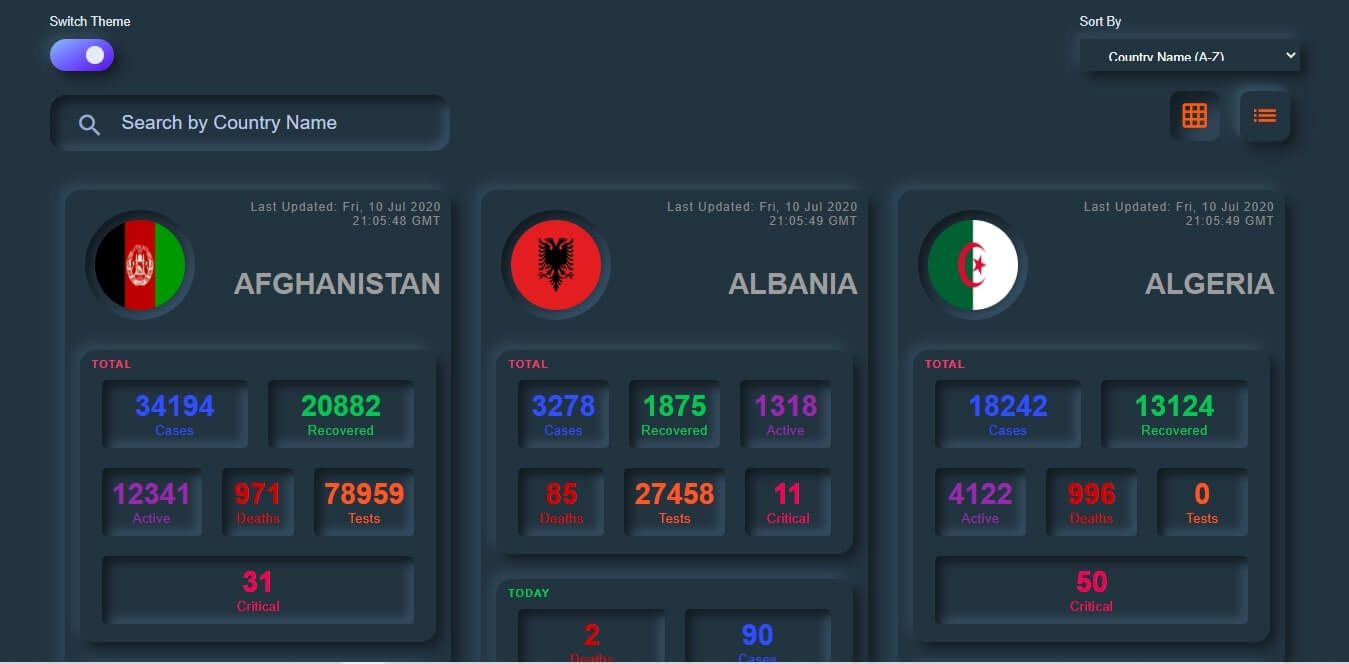 Switch Theme
Sort By
Country Name (A-Z)
Search by Country Name
Last Updated: Fri, 10 Jul 2020
21:05:48 GMT
AFGHANISTAN
TOTAL
34194
Cases
20882
Recovered
12341
Active
971
Deaths
78959
Tests
31
Critical
Last Updated: Fri, 10 Jul 2020
21:05:49 GMT
ALBANIA
TOTAL
3278
Cases
1875
Recovered
1318
Active
85
Deaths
27458
Tests
11
Critical
TODAY
2
Deaths
90
Cases
Last Updated: Fri, 10 Jul 2020
21:05:49 GMT
ALGERIA
TOTAL
18242
Cases
13124
Recovered
4122
Active
996
Deaths
0
Tests
50
Critical